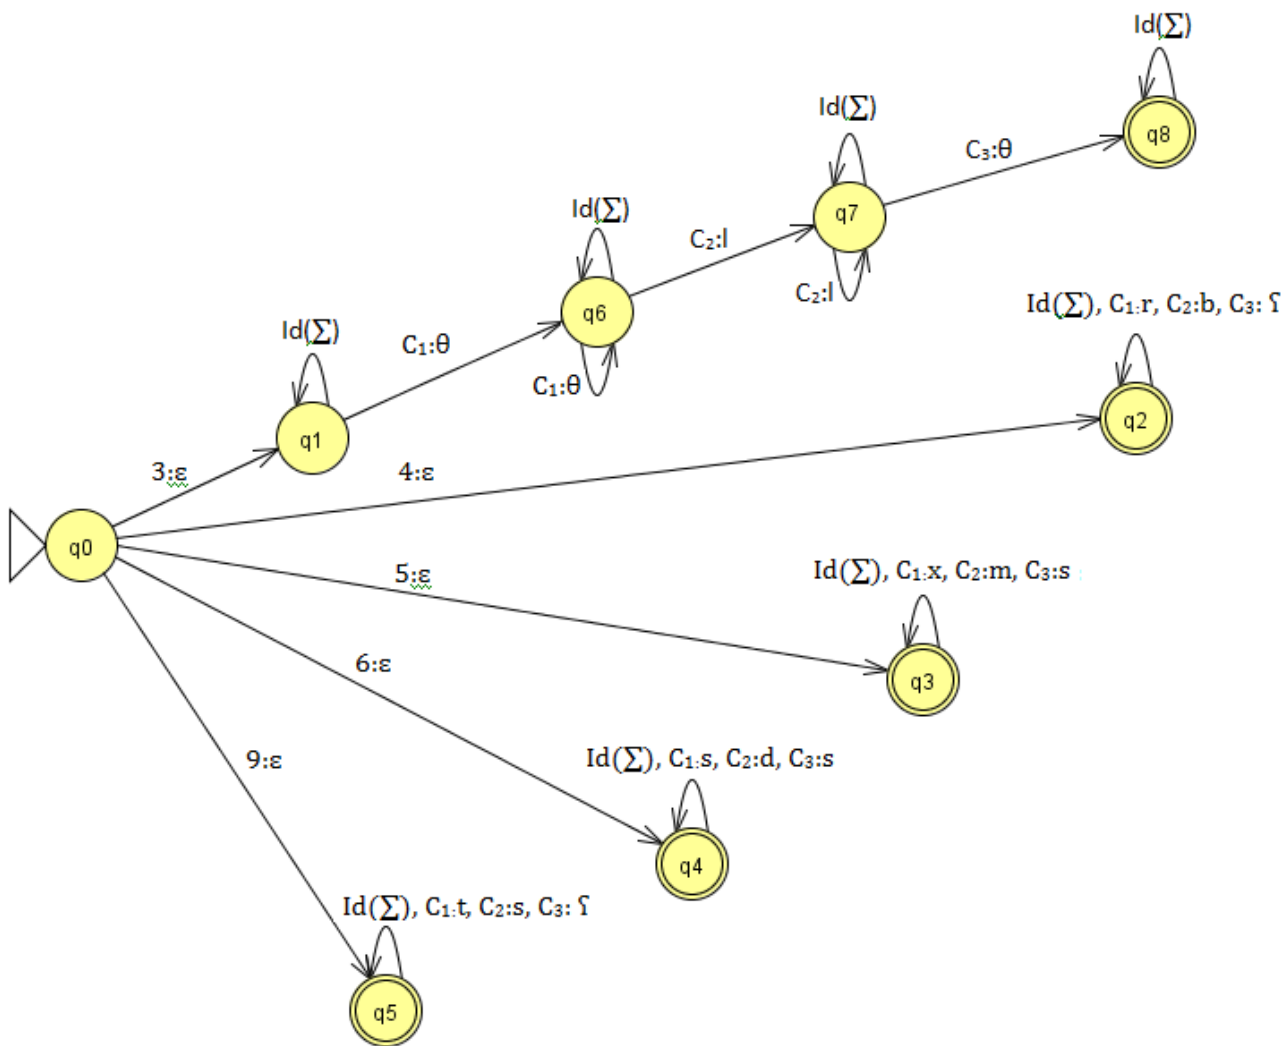 Id(∑)
q8
Id(∑)
C₃:θ
q7
Id(∑)
C₂:l
C₂:l
q6
Id(∑), C₁:r, C₂:b, C₃: ʕ
Id(∑)
C₁:θ
C₁:θ
q2
q1
3:ε
4:ε
q0
5:ε
Id(∑), C₁:x, C₂:m, C₃:s
q3
6:ε
9:ε
Id(∑), C₁:s, C₂:d, C₃:s
q4
Id(∑), C₁:t, C₂:s, C₃: ʕ
q5